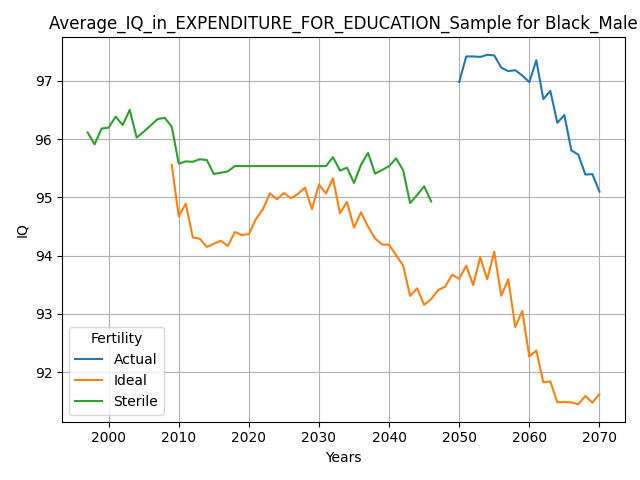 Average_IQ_in_EXPENDITURE_FOR_EDUCATION_Sample for Black_Male
97
96
95
94
93
92
IQ
Fertility
Actual
Ideal
Sterile
2000 2010 2020 2030 2040 2050 2060 2070
Years